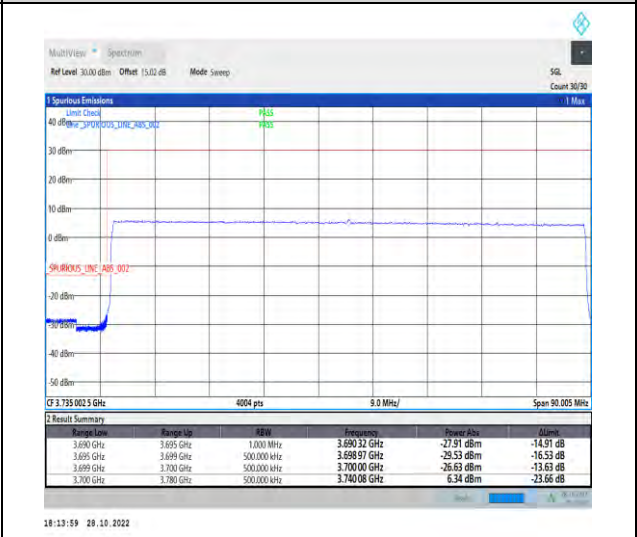 MultiView Spectrum
Ref Level 30.00 dBm Offset 15.02 dB Mode Sweep SGL
Count 30/30
1 Spurious Emissions 1 Max
Limit Check PASS
40 dBm Line _SPURIOUS_LINE_ABS_002 PASS
30 dBm
20 dBm
10 dBm
0 dBm
_SPURIOUS_LINE_ABS_002
-20 dBm
-30 dBm
-40 dBm
-50 dBm
CF 3.735 002 5 GHz 4004 pts 9.0 MHz/ Span 90.005 MHz
2 Result Summary
Range Low Range Up RBW Frequency Power Abs ΔLimit
3.690 GHz 3.695 GHz 1.000 MHz 3.690 32 GHz -27.91 dBm -14.91 dB
3.695 GHz 3.699 GHz 500.000 kHz 3.698 97 GHz -29.53 dBm -16.53 dB
3.699 GHz 3.700 GHz 500.000 kHz 3.700 00 GHz -26.63 dBm -13.63 dB
3.700 GHz 3.780 GHz 500.000 kHz 3.740 08 GHz 6.34 dBm -23.66 dB
18:13:59 28.10.2022